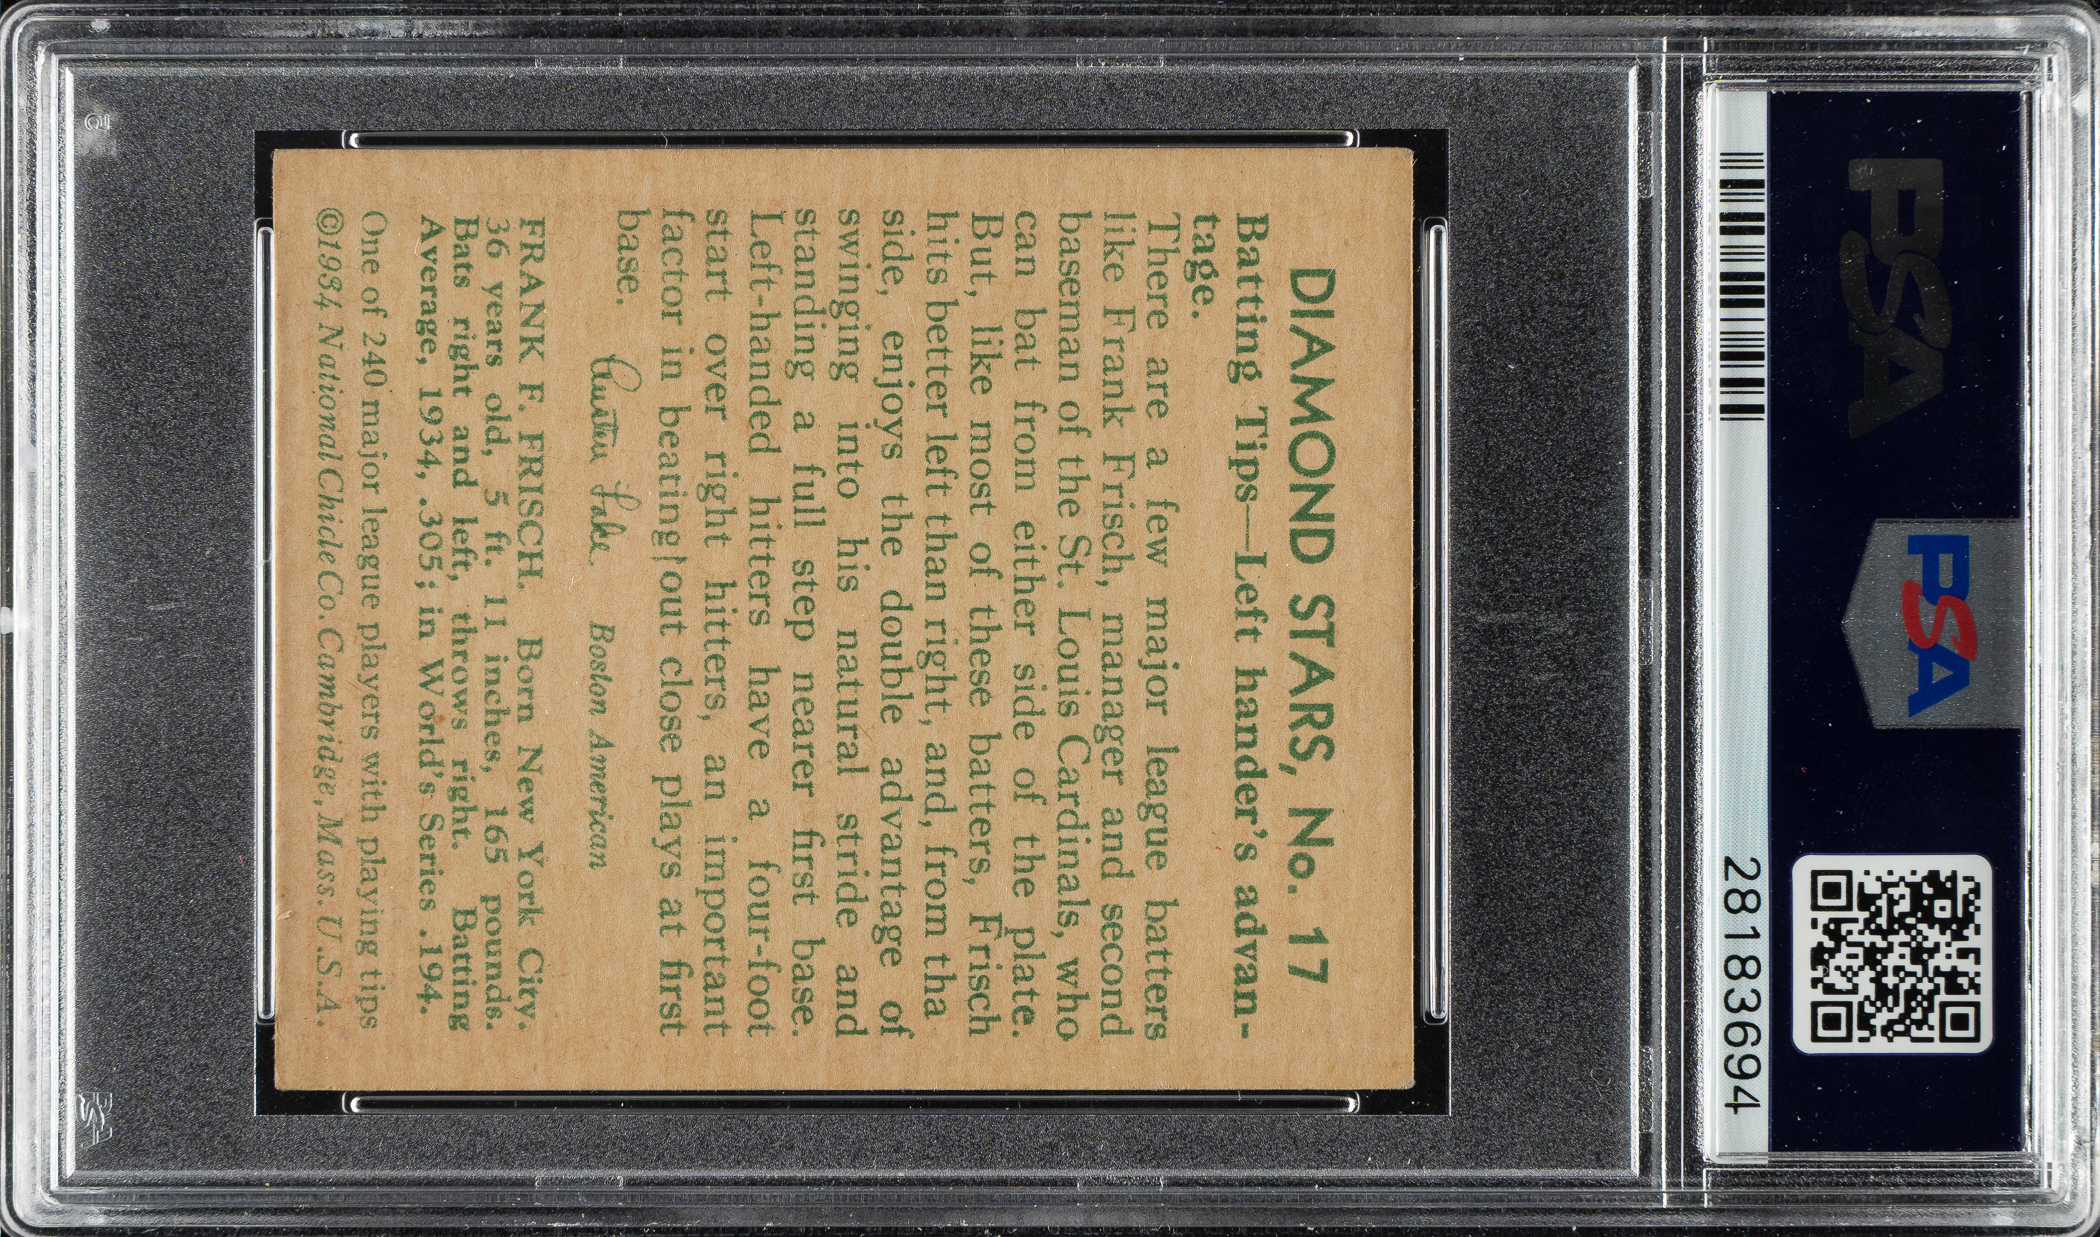 PSA
PSA
28183694
DIAMOND STARS, No. 17
Batting Tips—Left hander's advan-
tage.
There are a few major league batters
like Frank Frisch, manager and second
baseman of the St. Louis Cardinals, who
can bat from either side of the plate.
But, like most of these batters, Frisch
hits better left than right, and, from tha
side, enjoys the double advantage of
swinging into his natural stride and
standing a full step nearer first base.
Left-handed hitters have a four-foot
start over right hitters, an important
factor in beating out close plays at first
base.
Austen Lake Boston American
FRANK F. FRISCH. Born New York City.
36 years old, 5 ft. 11 inches, 165 pounds.
Bats right and left, throws right. Batting
Average, 1934, .305; in World's Series .194.
One of 240 major league players with playing tips
©1934 National Chicle Co. Cambridge, Mass. U.S.A.
PSA